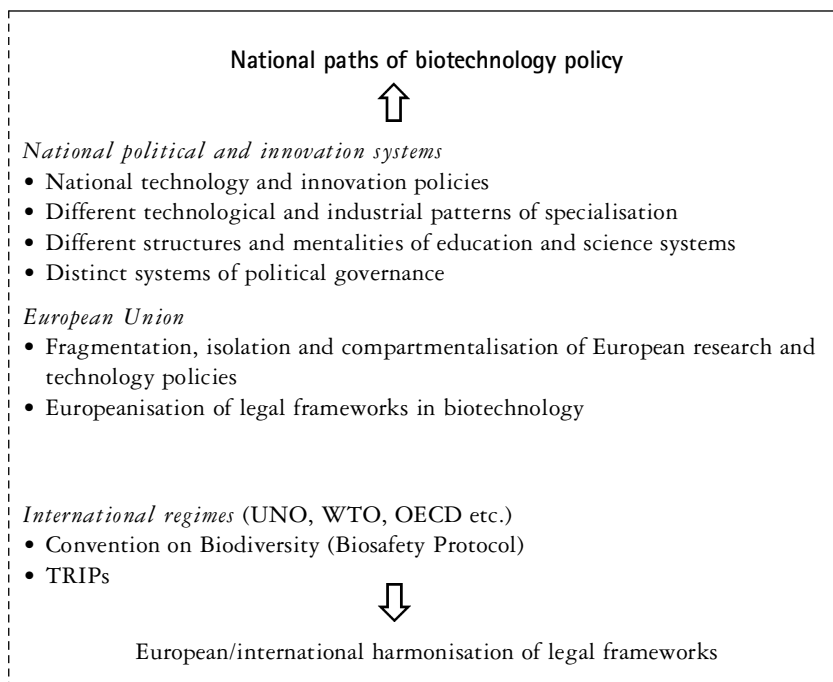 National paths of biotechnology policy
National political and innovation systems
• National technology and innovation policies
• Different technological and industrial patterns of specialisation
• Different structures and mentalities of education and science systems
• Distinct systems of political governance
European Union
• Fragmentation, isolation and compartmentalisation of European research and
technology policies
• Europeanisation of legal frameworks in biotechnology
International regimes (UNO, WTO, OECD etc.)
• Convention on Biodiversity (Biosafety Protocol)
• TRIPs
European/international harmonisation of legal frameworks